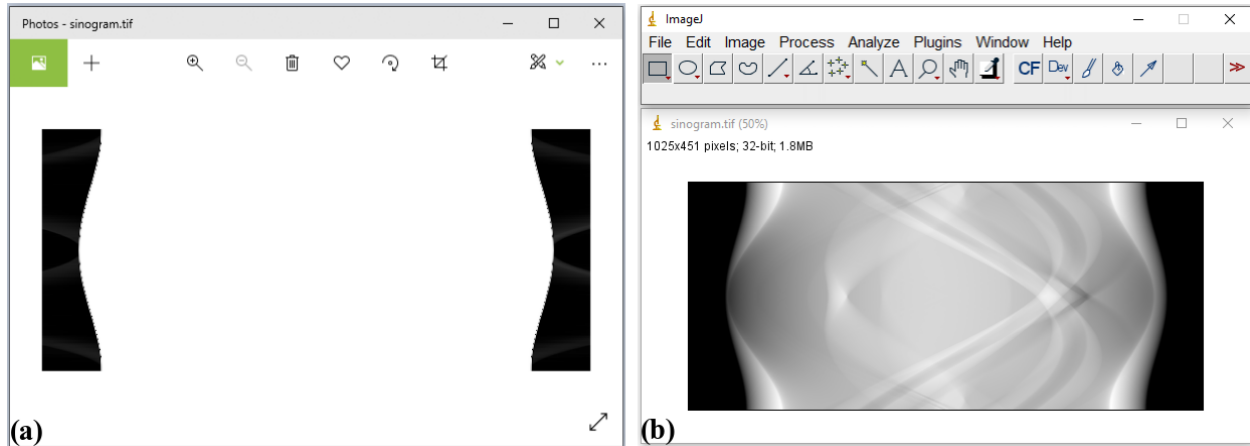 Photos - sinogram.tif
(a)
ImageJ
File Edit Image Process Analyze Plugins Window Help
A CF Dev
sinogram.tif (50%)
1025x451 pixels; 32-bit; 1.8MB
(b)